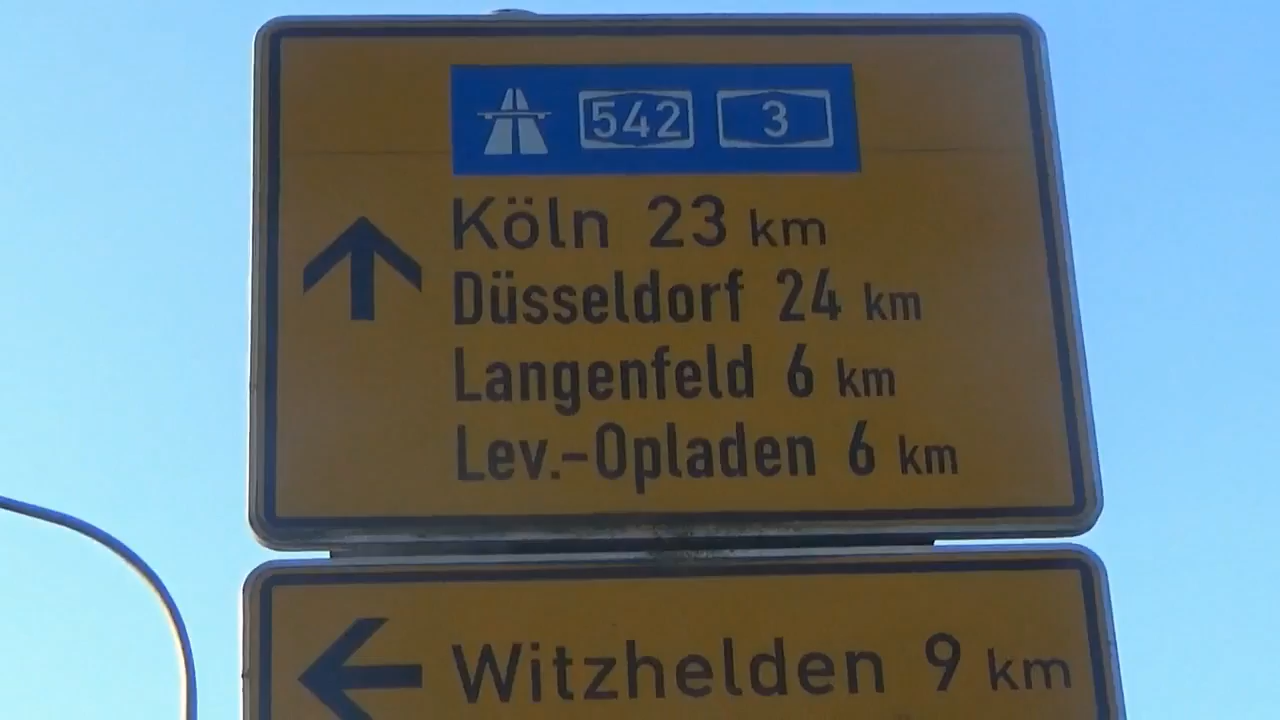 542 3
Köln 23 km
Düsseldorf 24 km
Langenfeld 6 km
Lev.-Opladen 6 km
Witzhelden 9 km